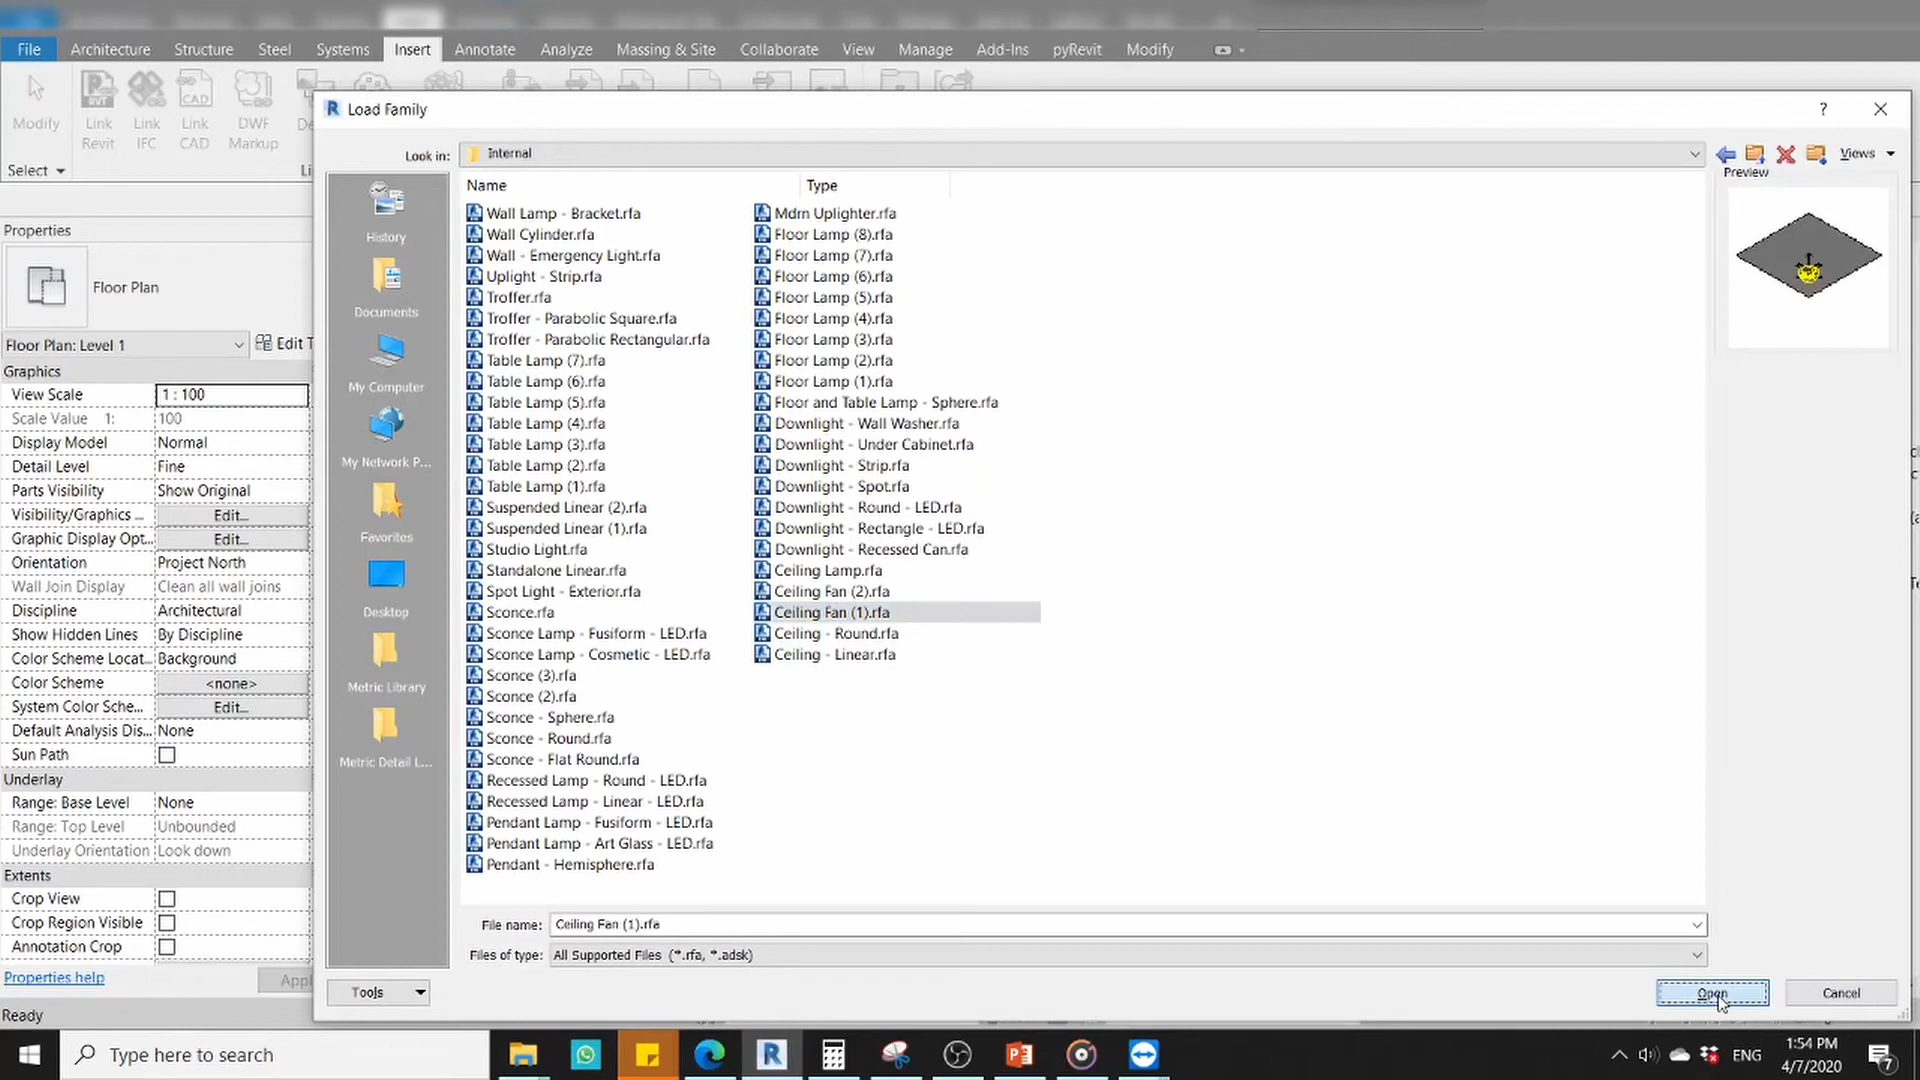 File Architecture Structure Steel Systems Insert Annotate Analyze Massing & Site Collaborate View Manage Add-Ins pyRevit Modify
Modify
Link Revit
Link IFC
Link CAD
DWF Markup
Select
Load Family
Look in: Internal
Views
Preview
Name Type
History
Documents
My Computer
My Network P...
Favorites
Desktop
Metric Library
Metric Detail L...
Wall Lamp - Bracket.rfa
Wall Cylinder.rfa
Wall - Emergency Light.rfa
Uplight - Strip.rfa
Troffer.rfa
Troffer - Parabolic Square.rfa
Troffer - Parabolic Rectangular.rfa
Table Lamp (7).rfa
Table Lamp (6).rfa
Table Lamp (5).rfa
Table Lamp (4).rfa
Table Lamp (3).rfa
Table Lamp (2).rfa
Table Lamp (1).rfa
Suspended Linear (2).rfa
Suspended Linear (1).rfa
Studio Light.rfa
Standalone Linear.rfa
Spot Light - Exterior.rfa
Sconce.rfa
Sconce Lamp - Fusiform - LED.rfa
Sconce Lamp - Cosmetic - LED.rfa
Sconce (3).rfa
Sconce (2).rfa
Sconce - Sphere.rfa
Sconce - Round.rfa
Sconce - Flat Round.rfa
Recessed Lamp - Round - LED.rfa
Recessed Lamp - Linear - LED.rfa
Pendant Lamp - Fusiform - LED.rfa
Pendant Lamp - Art Glass - LED.rfa
Pendant - Hemisphere.rfa
Mdrn Uplighter.rfa
Floor Lamp (8).rfa
Floor Lamp (7).rfa
Floor Lamp (6).rfa
Floor Lamp (5).rfa
Floor Lamp (4).rfa
Floor Lamp (3).rfa
Floor Lamp (2).rfa
Floor Lamp (1).rfa
Floor and Table Lamp - Sphere.rfa
Downlight - Wall Washer.rfa
Downlight - Under Cabinet.rfa
Downlight - Strip.rfa
Downlight - Spot.rfa
Downlight - Round - LED.rfa
Downlight - Rectangle - LED.rfa
Downlight - Recessed Can.rfa
Ceiling Lamp.rfa
Ceiling Fan (2).rfa
Ceiling Fan (1).rfa
Ceiling - Round.rfa
Ceiling - Linear.rfa
File name: Ceiling Fan (1).rfa
Files of type: All Supported Files (*.rfa, *.adsk)
Tools Open Cancel
Properties
Floor Plan
Floor Plan: Level 1 Edit T
Graphics
View Scale 1 : 100
Scale Value 1: 100
Display Model Normal
Detail Level Fine
Parts Visibility Show Original
Visibility/Graphics ... Edit...
Graphic Display Opt... Edit...
Orientation Project North
Wall Join Display Clean all wall joins
Discipline Architectural
Show Hidden Lines By Discipline
Color Scheme Locat... Background
Color Scheme <none>
System Color Sche... Edit...
Default Analysis Dis... None
Sun Path
Underlay
Range: Base Level None
Range: Top Level Unbounded
Underlay Orientation Look down
Extents
Crop View
Crop Region Visible
Annotation Crop
Properties help Appl
Ready
Type here to search
ENG
1:54 PM
4/7/2020
7